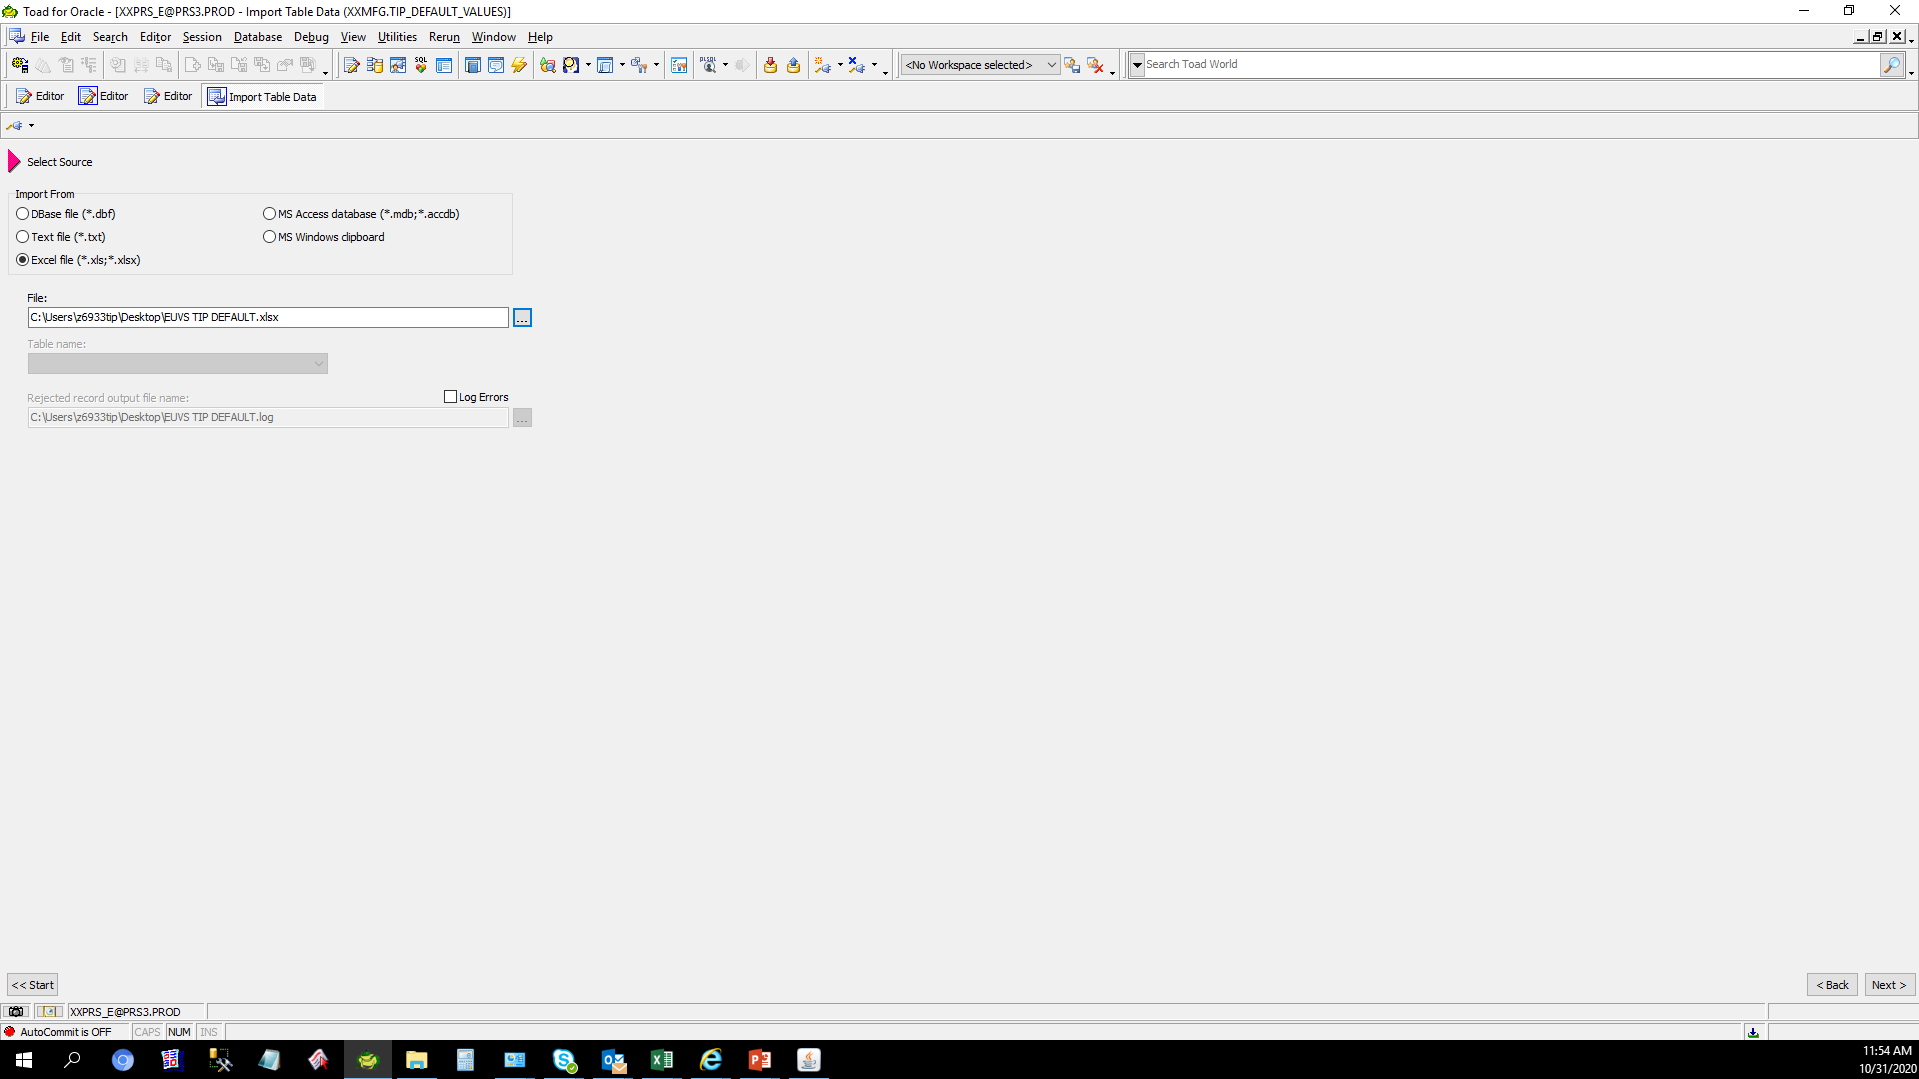 Toad for Oracle - [XXPRS_E@PRS3.PROD - Import Table Data (XXMFG.TIP_DEFAULT_VALUES)]
File Edit Search Editor Session Database Debug View Utilities Rerun Window Help
SQL
<No Workspace selected>
Search Toad World
Editor Editor Editor Import Table Data
Select Source
Import From
DBase file (*.dbf) MS Access database (*.mdb;*.accdb)
Text file (*.txt) MS Windows clipboard
Excel file (*.xls;*.xlsx)
File:
C:\Users\z6933tip\Desktop\EUVS TIP DEFAULT.xlsx ...
Table name:
Rejected record output file name: Log Errors
C:\Users\z6933tip\Desktop\EUVS TIP DEFAULT.log ...
<< Start < Back Next >
XXPRS_E@PRS3.PROD
AutoCommit is OFF CAPS NUM INS
11:54 AM
10/31/2020